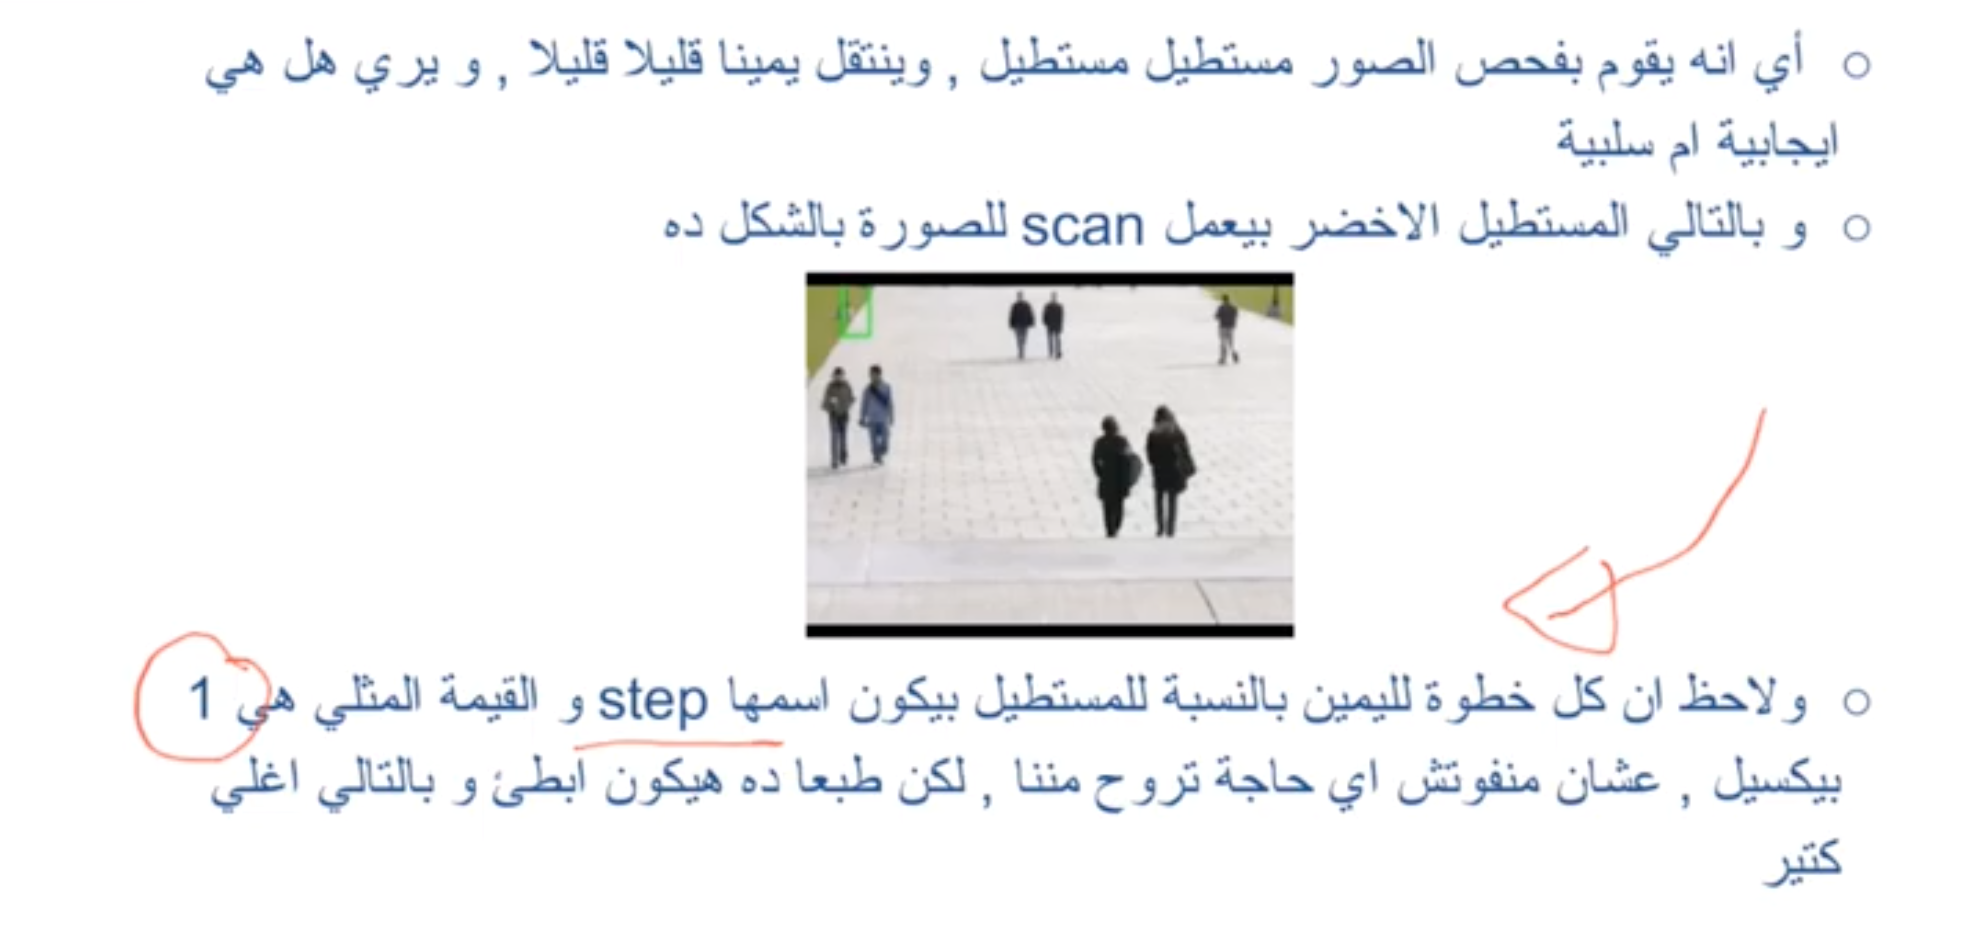 ○ أي انه يقوم بفحص الصور مستطيل مستطيل , وينتقل يمينا قليلا قليلا , و يري هل هي
ايجابية ام سلبية
○ و بالتالي المستطيل الاخضر بيعمل scan للصورة بالشكل ده
○ ولاحظ ان كل خطوة لليمين بالنسبة للمستطيل بيكون اسمها step و القيمة المثلي هي 1
بيكسيل , عشان منفوتش اي حاجة تروح مننا , لكن طبعا ده هيكون ابطئ و بالتالي اغلي
كتير